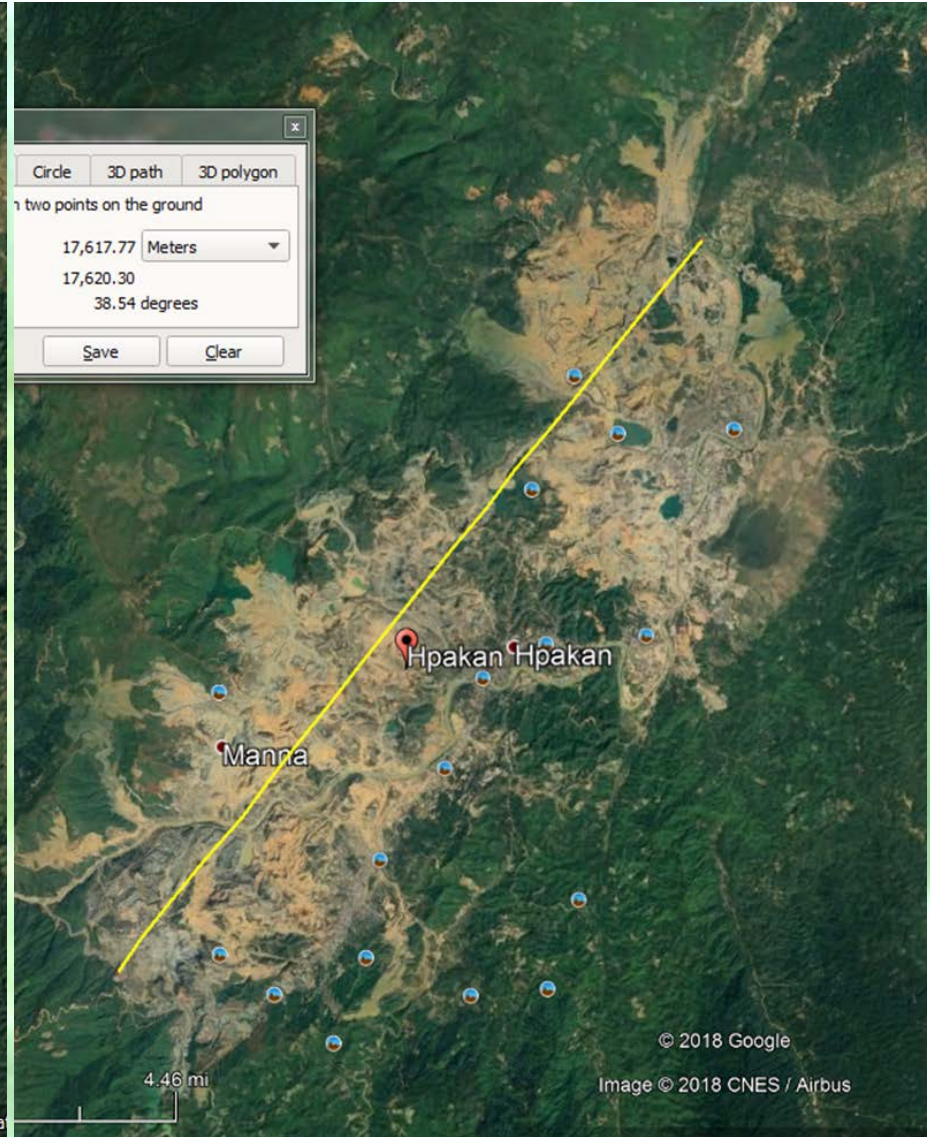 x
Circle 3D path 3D polygon
n two points on the ground
17,617.77 Meters
17,620.30
38.54 degrees
Save Clear
Hpakan Hpakan
Manna
© 2018 Google
4.46 mi
Image © 2018 CNES / Airbus